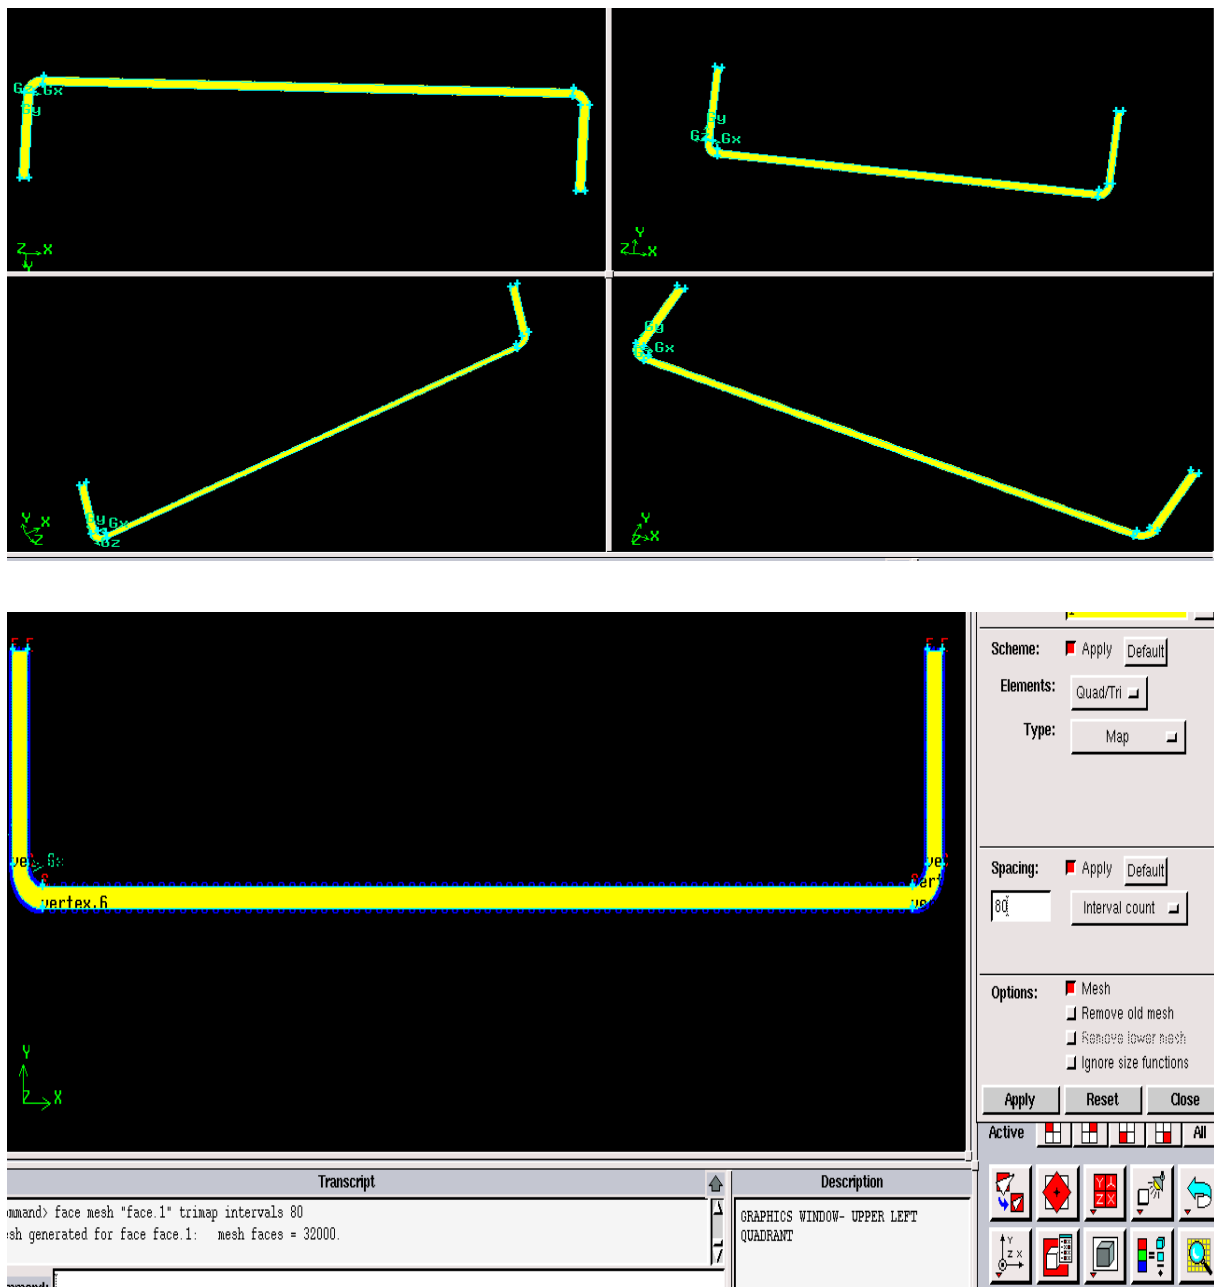 Gx
Gy
Z X
Y
Gy
Gx
Y
Z X
Gy Gx
Gz
Y X
Z
Gy
Gx
Y
Z X
Scheme: Apply Default
Elements: Quad/Tri
Type: Map
Gx
vertex.6
Spacing: Apply Default
80 Interval count
Options: Mesh
Remove old mesh
Remove lower mesh
Ignore size functions
Y
Z X
Apply Reset Close
Active All
Transcript Description
ommand> face mesh "face.1" trimap intervals 80
esh generated for face face.1: mesh faces = 32000.
GRAPHICS WINDOW- UPPER LEFT
QUADRANT